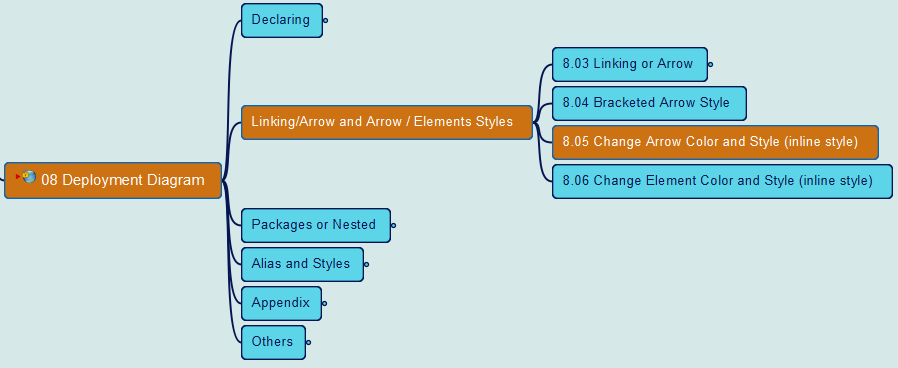 08 Deployment Diagram
Declaring
Linking/Arrow and Arrow / Elements Styles
8.03 Linking or Arrow
8.04 Bracketed Arrow Style
8.05 Change Arrow Color and Style (inline style)
8.06 Change Element Color and Style (inline style)
Packages or Nested
Alias and Styles
Appendix
Others